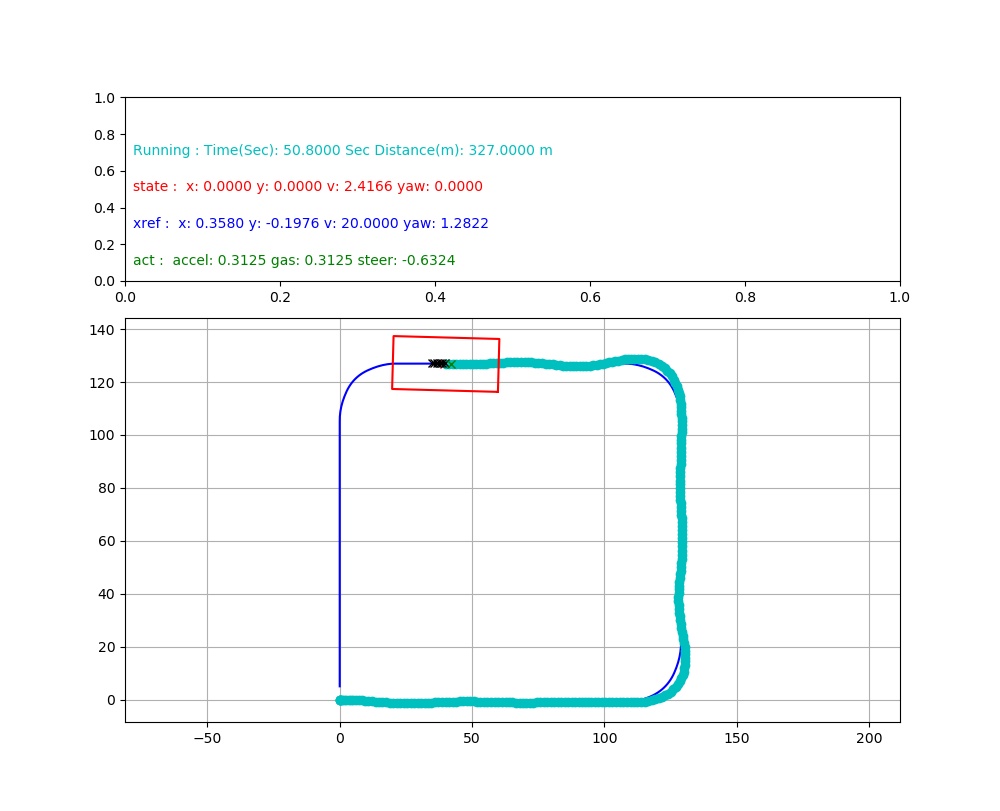 1.0
0.8
Running : Time(Sec): 50.8000 Sec Distance(m): 327.0000 m
0.6
state :  x: 0.0000 y: 0.0000 v: 2.4166 yaw: 0.0000
0.4
xref :  x: 0.3580 y: -0.1976 v: 20.0000 yaw: 1.2822
0.2
act :  accel: 0.3125 gas: 0.3125 steer: -0.6324
0.0
0.0 0.2 0.4 0.6 0.8 1.0
140
120
100
80
60
40
20
0
−50 0 50 100 150 200